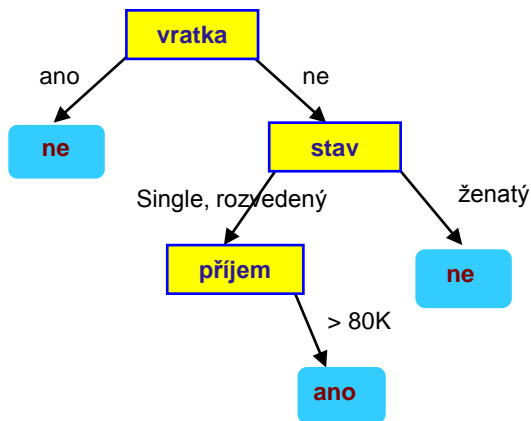 vratka
ano
ne
ne
stav
Single, rozvedený
ženatý
příjem
ne
> 80K
ano